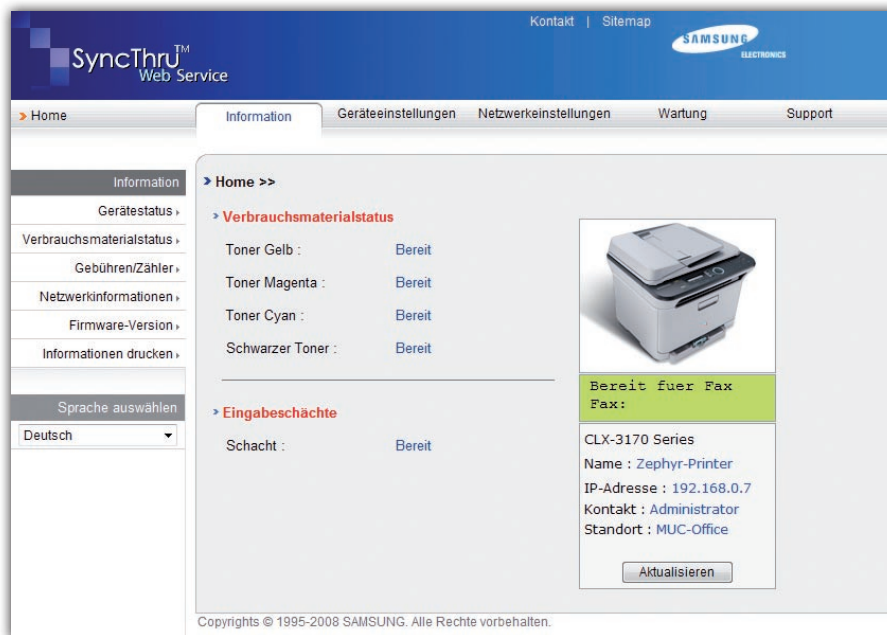 Kontakt | Sitemap
SyncThru™
Web Service
SAMSUNG
ELECTRONICS
Home
Information
Geräteeinstellungen
Netzwerkeinstellungen
Wartung
Support
Information
Gerätestatus
Verbrauchsmaterialstatus
Gebühren/Zähler
Netzwerkinformationen
Firmware-Version
Informationen drucken
Sprache auswählen
Deutsch
Home >>
Verbrauchsmaterialstatus
Toner Gelb : Bereit
Toner Magenta : Bereit
Toner Cyan : Bereit
Schwarzer Toner : Bereit
Eingabeschächte
Schacht : Bereit
Bereit fuer Fax
Fax:
CLX-3170 Series
Name : Zephyr-Printer
IP-Adresse : 192.168.0.7
Kontakt : Administrator
Standort : MUC-Office
Aktualisieren
Copyrights © 1995-2008 SAMSUNG. Alle Rechte vorbehalten.